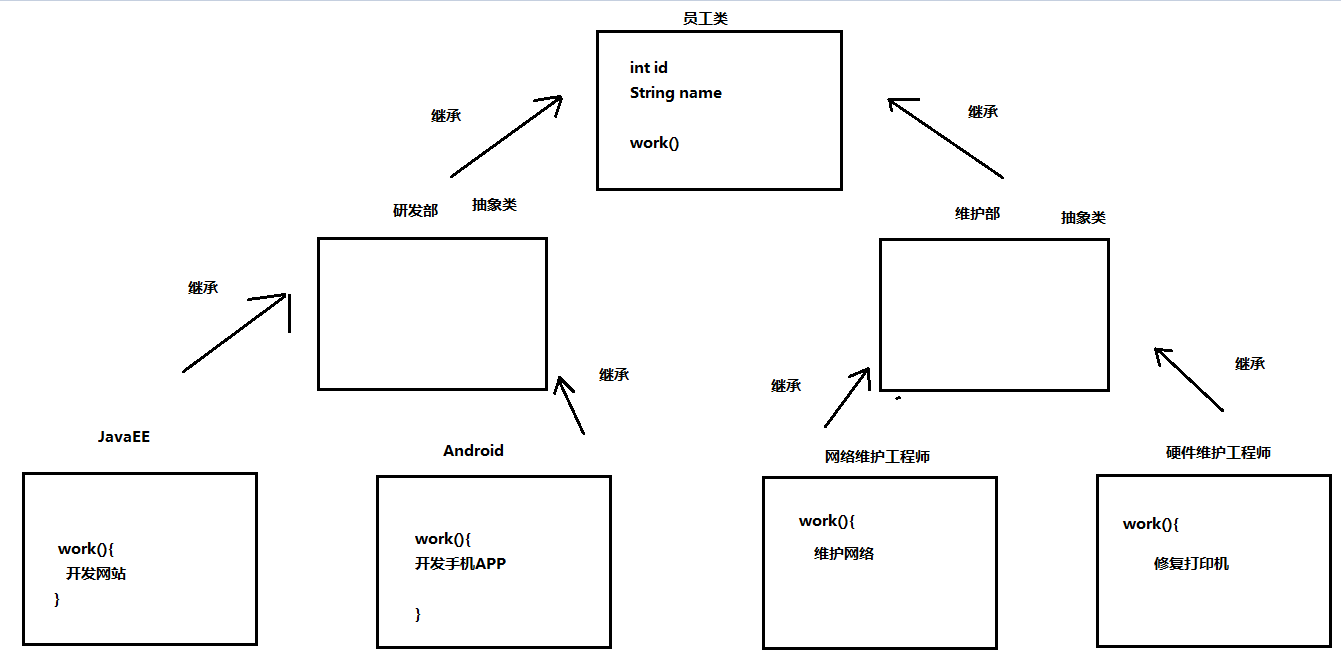 员工类
int id
String name
work()
继承
继承
研发部
抽象类
维护部
抽象类
继承
继承
继承
继承
JavaEE
work(){
开发网站
}
Android
work(){
开发手机APP
}
网络维护工程师
work(){
维护网络
硬件维护工程师
work(){
修复打印机